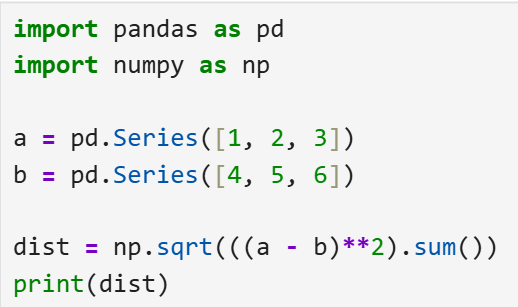 import pandas as pd
import numpy as np
a = pd.Series([1, 2, 3])
b = pd.Series([4, 5, 6])
dist = np.sqrt(((a - b)**2).sum())
print(dist)